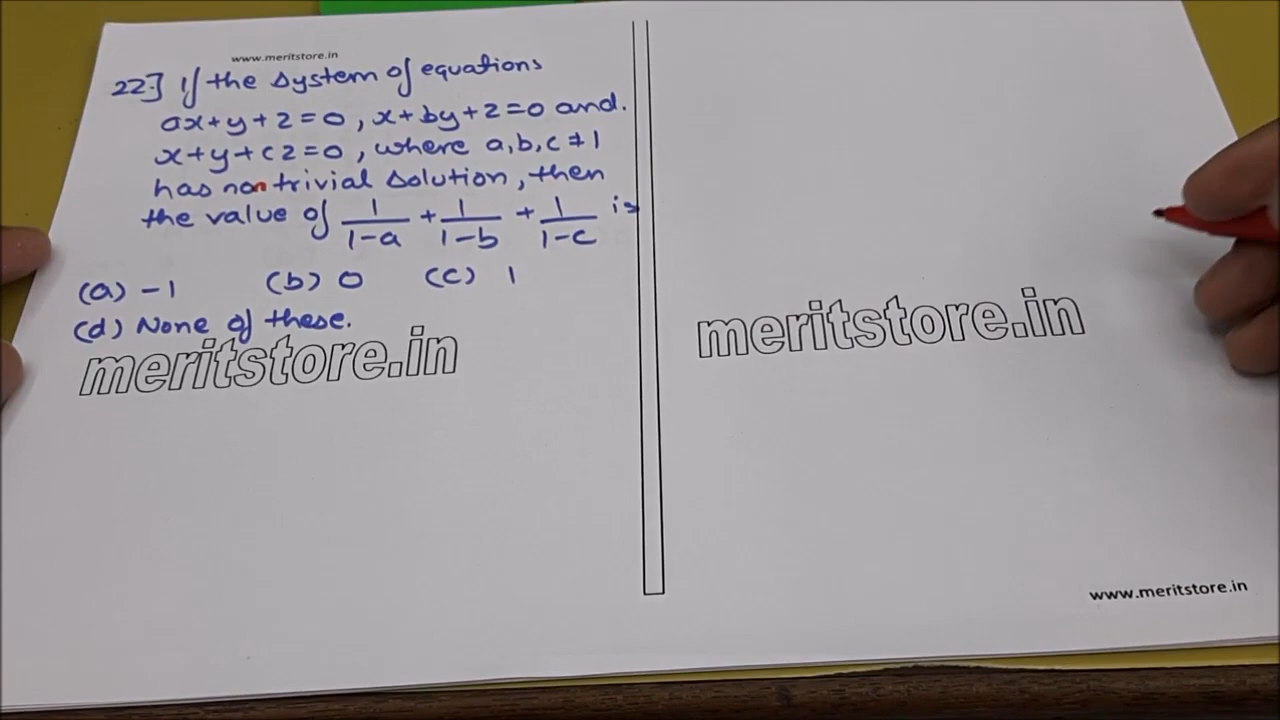 www.meritstore.in
22.] If the system of equations
ax+y+z=0, x+by+z=0 and.
x+y+cz=0, where a,b,c ≠ 1
has non trivial solution, then
the value of 1/(1-a) + 1/(1-b) + 1/(1-c) is
(a) -1 (b) 0 (c) 1
(d) None of these.
meritstore.in
meritstore.in
www.meritstore.in